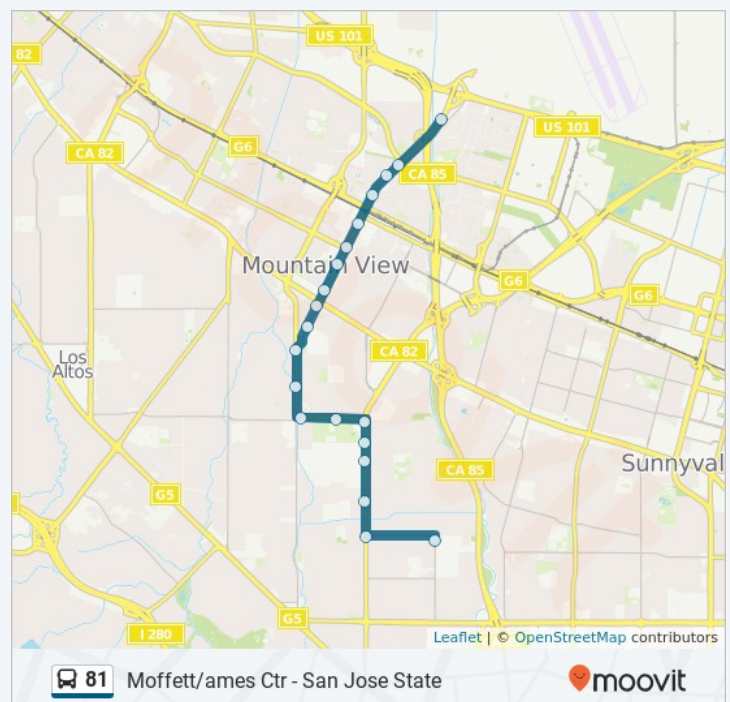 US 101
82
CA 82
G6
US 101
CA 85
Mountain View
G6
G6
CA 82
Los
Altos
Sunnyval
CA 85
G5
G5
I 280
Leaflet | © OpenStreetMap contributors
81 Moffett/ames Ctr - San Jose State
moovit